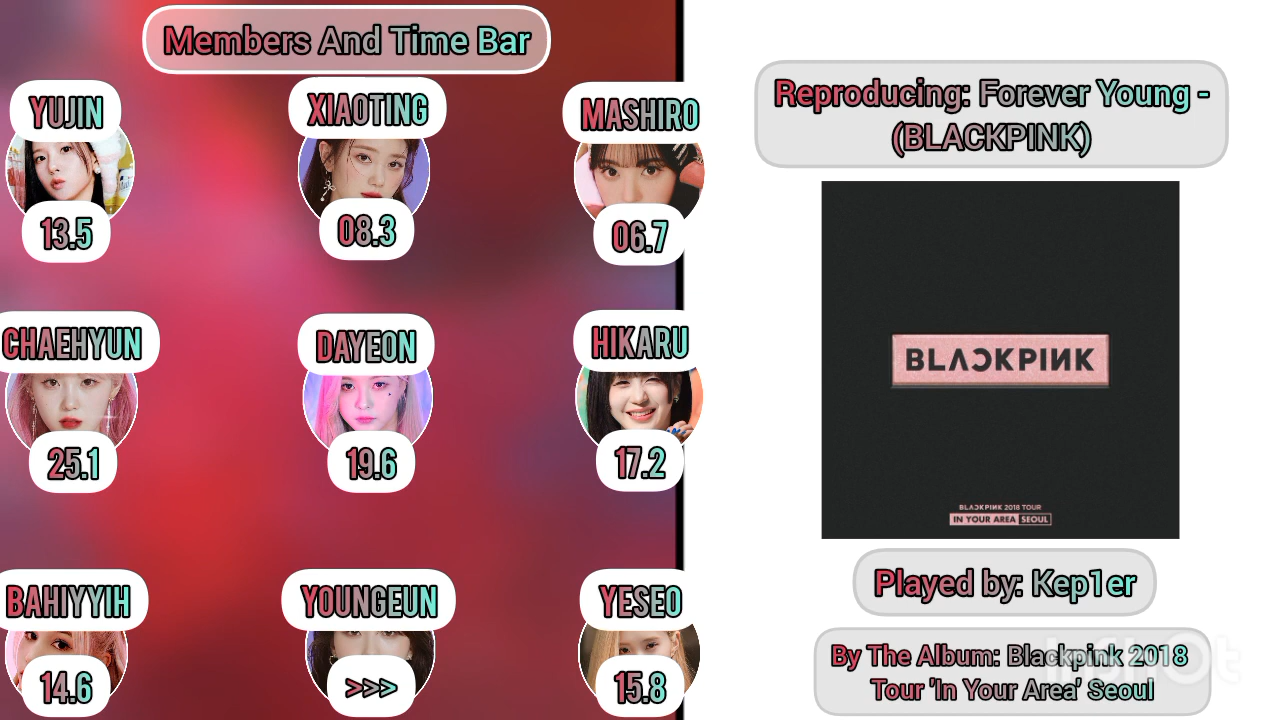 Members And Time Bar
YUJIN
XIAOTING
MASHIRO
13.5
08.3
06.7
CHAEHYUN
DAYEON
HIKARU
25.1
19.6
17.2
BAHIYYIH
YOUNGEUN
YESEO
14.6
>>>
15.8
Reproducing: Forever Young -
(BLACKPINK)
BLACKPINK
BLACKPINK 2018 TOUR
IN YOUR AREA SEOUL
Played by: Kep1er
By The Album: Blackpink 2018
Tour 'In Your Area' Seoul
InShot